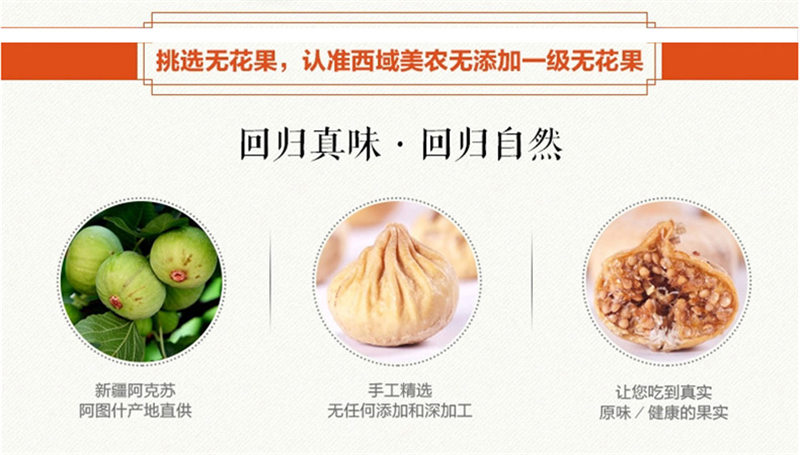 挑选无花果，认准西域美农无添加一级无花果
回归真味·回归自然
新疆阿克苏
阿图什产地直供
手工精选
无任何添加和深加工
让您吃到真实
原味/健康的果实